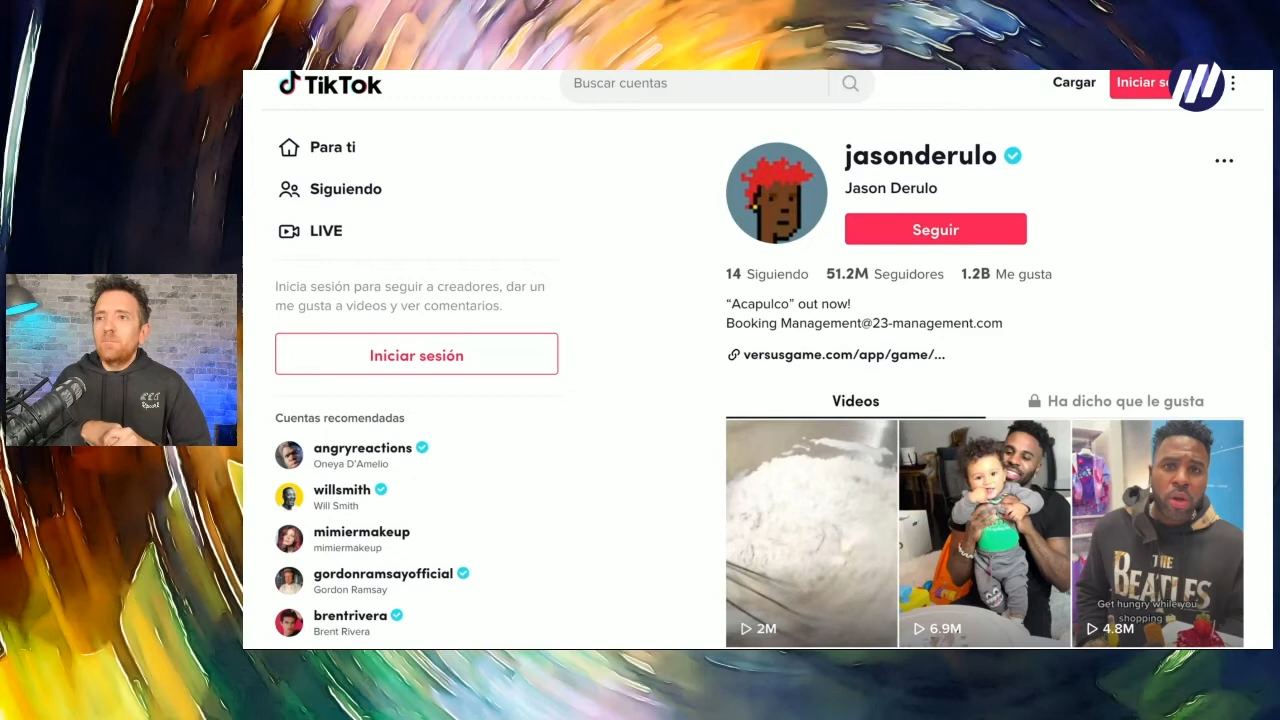 TikTok
Buscar cuentas
Cargar
Iniciar se
Para ti
Siguiendo
LIVE
Inicia sesión para seguir a creadores, dar un
me gusta a videos y ver comentarios.
Iniciar sesión
Cuentas recomendadas
angryreactions
Oneya D'Amelio
willsmith
Will Smith
mimiermakeup
mimiermakeup
gordonramsayofficial
Gordon Ramsay
brentrivera
Brent Rivera
jasonderulo
Jason Derulo
Seguir
14 Siguiendo 51.2M Seguidores 1.2B Me gusta
“Acapulco” out now!
Booking Management@23-management.com
versusgame.com/app/game/...
Videos
Ha dicho que le gusta
2M
6.9M
THE
BEATLES
Get hungry while you
shopping
4.8M